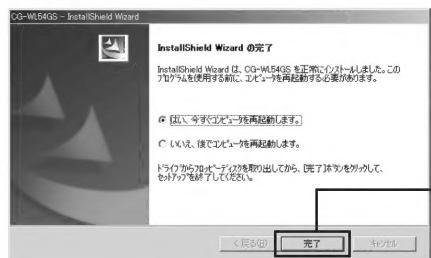 CG-WL54GS - InstallShield Wizard
InstallShield Wizard の完了
InstallShield Wizard は、CG-WL54GS を正常にインストールしました。この
プログラムを使用する前に、コンピュータを再起動する必要があります。
はい、今すぐコンピュータを再起動します。
いいえ、後でコンピュータを再起動します。
ドライブからフロッピーディスクを取り出してから、[完了]ボタンをクリックして、
セットアップを終了してください。
< 戻る(B)
完了
キャンセル